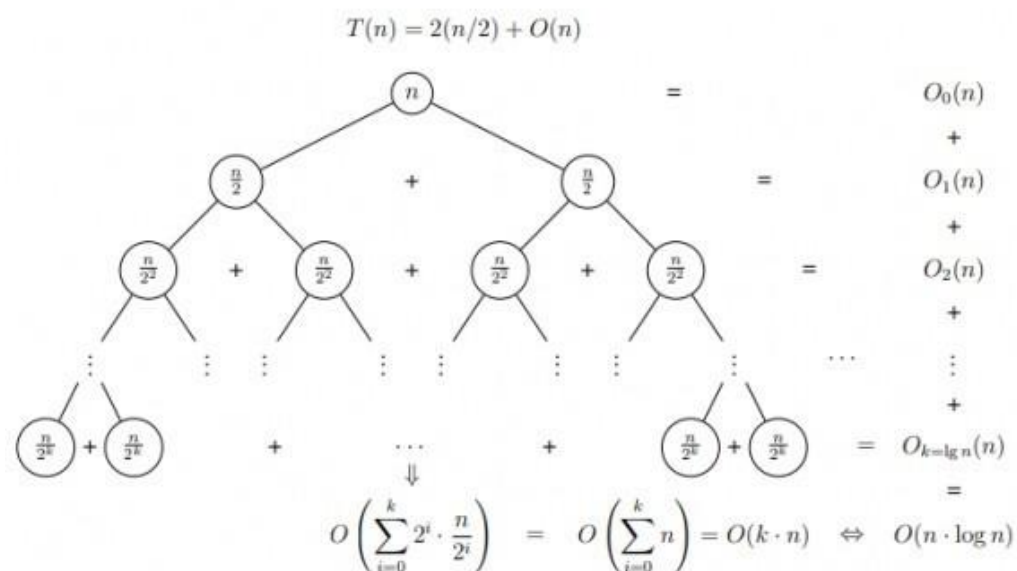 T(n) = 2(n/2) + O(n)
n = O_0(n)
+
n/2 + n/2 = O_1(n)
+
n/2^2 + n/2^2 + n/2^2 + n/2^2 = O_2(n)
+
⋮ ⋮ ⋮ ⋮ ⋮ ⋮ ⋮ ⋮ ⋯ ⋮
+
n/2^k + n/2^k + ⋯ + n/2^k + n/2^k = O_{k=lg n}(n)
⇓ =
O(∑_{i=0}^{k} 2^i · n/2^i) = O(∑_{i=0}^{k} n) = O(k · n) ⇔ O(n · log n)